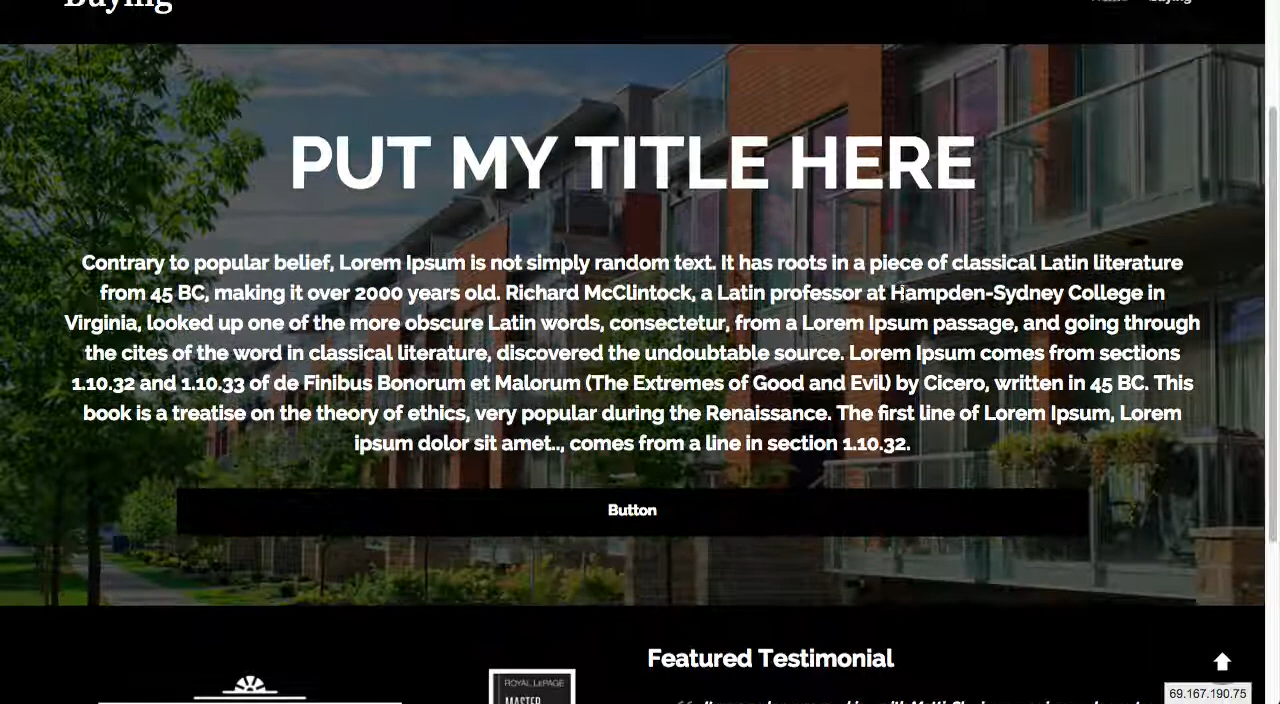 Buying
Buying
PUT MY TITLE HERE
Contrary to popular belief, Lorem Ipsum is not simply random text. It has roots in a piece of classical Latin literature
from 45 BC, making it over 2000 years old. Richard McClintock, a Latin professor at Hampden-Sydney College in
Virginia, looked up one of the more obscure Latin words, consectetur, from a Lorem Ipsum passage, and going through
the cites of the word in classical literature, discovered the undoubtable source. Lorem Ipsum comes from sections
1.10.32 and 1.10.33 of de Finibus Bonorum et Malorum (The Extremes of Good and Evil) by Cicero, written in 45 BC. This
book is a treatise on the theory of ethics, very popular during the Renaissance. The first line of Lorem Ipsum, Lorem
ipsum dolor sit amet.., comes from a line in section 1.10.32.
Button
Featured Testimonial
ROYAL LEPAGE
MASTER
69.167.190.75